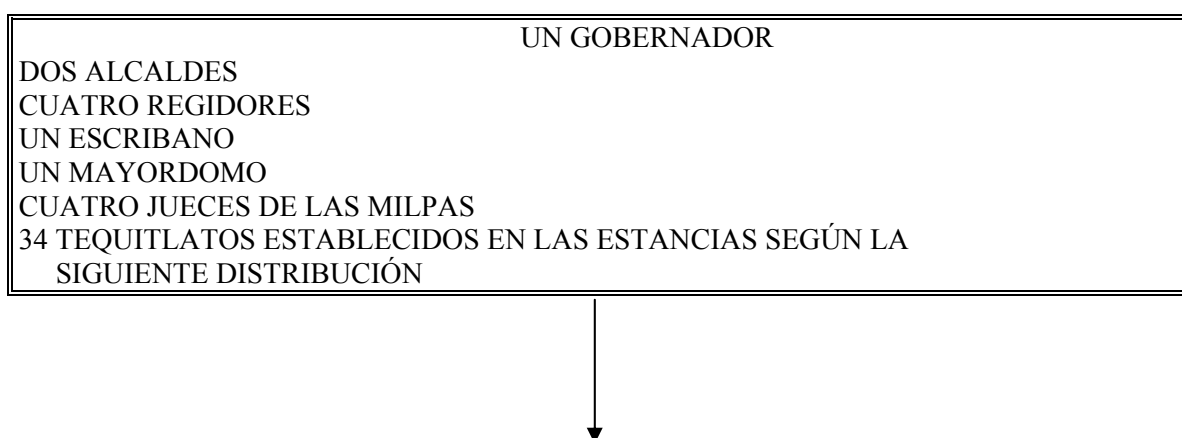 UN GOBERNADOR
DOS ALCALDES
CUATRO REGIDORES
UN ESCRIBANO
UN MAYORDOMO
CUATRO JUECES DE LAS MILPAS
34 TEQUITLATOS ESTABLECIDOS EN LAS ESTANCIAS SEGÚN LA
SIGUIENTE DISTRIBUCIÓN